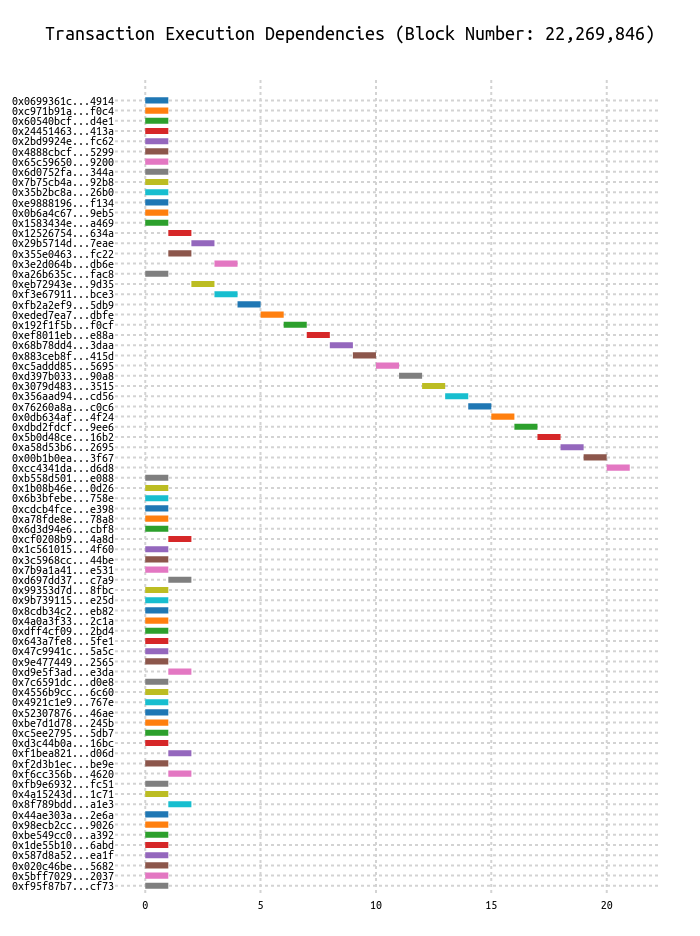 Transaction Execution Dependencies (Block Number: 22,269,846)
0x0699361c...4914
0xc971b91a...f0c4
0x60540bcf...d4e1
0x24451463...413a
0x2bd9924e...fc62
0x4888cbcf...5299
0x65c59650...9200
0x6d0752fa...344a
0x7b75cb4a...92b8
0x35b2bc8a...26b0
0xe9888196...f134
0x0b6a4c67...9eb5
0x1583434e...a469
0x12526754...634a
0x29b5714d...7eae
0x355e0463...fc22
0x3e2d064b...db6e
0xa26b635c...fac8
0xeb72943e...9d35
0xf3e67911...bce3
0xfb2a2ef9...5db9
0xeded7ea7...dbfe
0x192f1f5b...f0cf
0xef8011eb...e88a
0x68b78dd4...3daa
0x883ceb8f...415d
0xc5addd85...5695
0xd397b033...90a8
0x3079d483...3515
0x356aad94...cd56
0x76260a8a...c0c6
0x0db634af...4f24
0xdbd2fdcf...9ee6
0x5b0d48ce...16b2
0xa58d53b6...2695
0x00b1b0ea...3f67
0xcc4341da...d6d8
0xb558d501...e088
0x1b08b46e...0d26
0x6b3bfebe...758e
0xcdcb4fce...e398
0xa78fde8e...78a8
0x6d3d94e6...cbf8
0xcf0208b9...4a8d
0x1c561015...4f60
0x3c5968cc...44be
0x7b9a1a41...e531
0xd697dd37...c7a9
0x99353d7d...8fbc
0x9b739115...e25d
0x8cdb34c2...eb82
0x4a0a3f33...2c1a
0xdff4cf09...2bd4
0x643a7fe8...5fe1
0x47c9941c...5a5c
0x9e477449...2565
0xd9e5f3ad...e3da
0x7c6591dc...d0e8
0x4556b9cc...6c60
0x4921c1e9...767e
0x52307876...46ae
0xbe7d1d78...245b
0xc5ee2795...5db7
0xd3c44b0a...16bc
0xf1bea821...d06d
0xf2d3b1ec...be9e
0xf6cc356b...4620
0xfb9e6932...fc51
0x4a15243d...1c71
0x8f789bdd...a1e3
0x44ae303a...2e6a
0x98ecb2cc...9026
0xbe549cc0...a392
0x1de55b10...6abd
0x587d8a52...ea1f
0x020c46be...5682
0x5bff7029...2037
0xf95f87b7...cf73
0 5 10 15 20